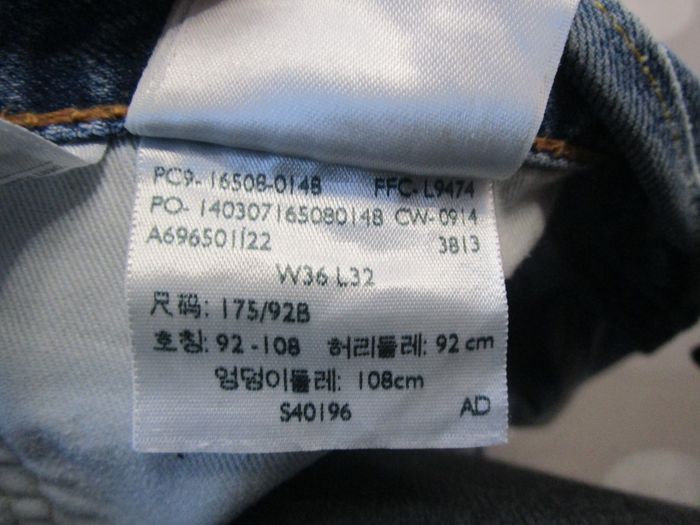 PC9-16508-0148 FFC-L9474
PO-140307165080148 CW-0914
A696501122 3813
W36 L32
尺码: 175/92B
호칭: 92-108 허리둘레: 92 cm
엉덩이둘레: 108cm
S40196 AD